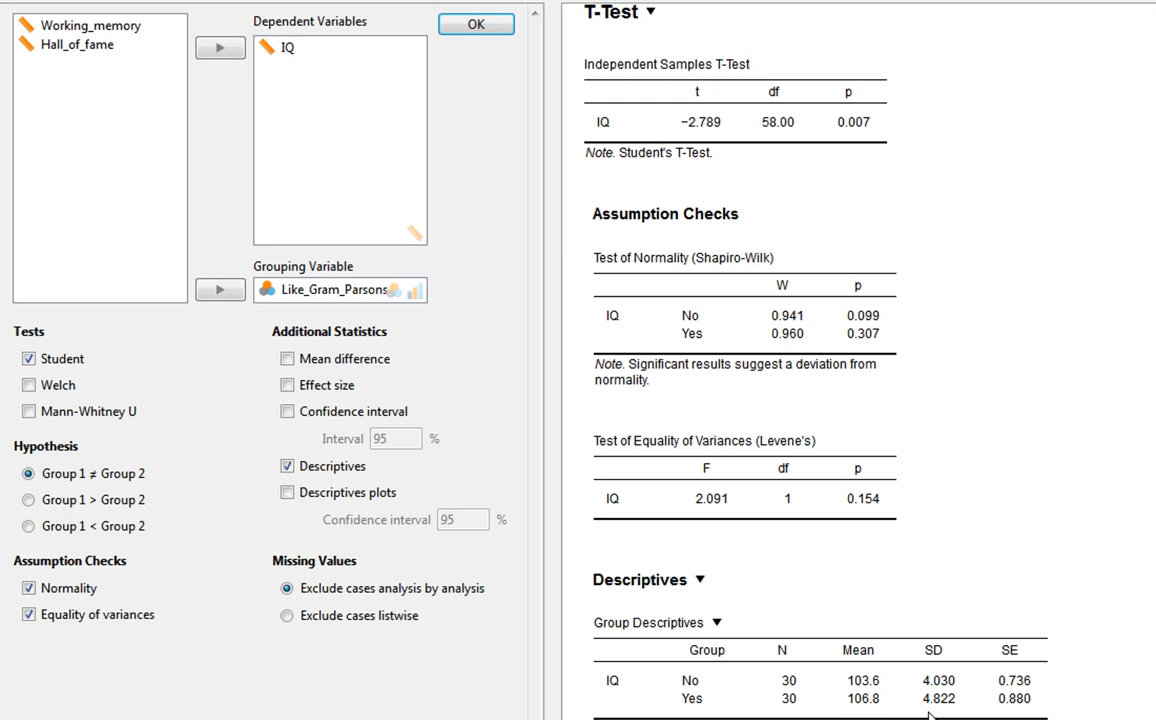 Working_memory
Hall_of_fame
Dependent Variables
IQ
OK
Grouping Variable
Like_Gram_Parsons
Tests
Student
Welch
Mann-Whitney U
Hypothesis
Group 1 ≠ Group 2
Group 1 > Group 2
Group 1 < Group 2
Assumption Checks
Normality
Equality of variances
Additional Statistics
Mean difference
Effect size
Confidence interval
Interval 95 %
Descriptives
Descriptives plots
Confidence interval 95 %
Missing Values
Exclude cases analysis by analysis
Exclude cases listwise
T-Test
Independent Samples T-Test
t df p
IQ −2.789 58.00 0.007
Note. Student's T-Test.
Assumption Checks
Test of Normality (Shapiro-Wilk)
W p
IQ No 0.941 0.099
Yes 0.960 0.307
Note. Significant results suggest a deviation from
normality.
Test of Equality of Variances (Levene's)
F df p
IQ 2.091 1 0.154
Descriptives
Group Descriptives
Group N Mean SD SE
IQ No 30 103.6 4.030 0.736
Yes 30 106.8 4.822 0.880